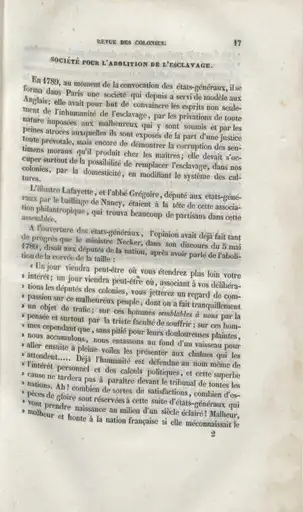 REVUE DES COLONIES. 17
SOCIÉTÉ POUR L'ABOLITION DE L'ESCLAVAGE.
En 1789, au moment de la convocation des états-généraux, il se
forma dans Paris une société qui depuis a servi de modèle aux
Anglais; elle avait pour but de convaincre les esprits non seule-
ment de l'inhumanité de l'esclavage, par les privations de toute
nature imposées aux malheureux qui y sont soumis et par les
peines atroces auxquelles ils sont exposés de la part d'une justice
toute prévotale, mais encore de démontrer la corruption des sen-
timens moraux qu'il produit chez les maîtres; elle devait s'oc-
cuper surtout de la possibilité de remplacer l'esclavage, dans nos
colonies, par la domesticité, en modifiant le système des cul-
tures.
L'illustre Lafayette, et l'abbé Grégoire, député aux états-géné-
raux par le bailliage de Nancy, étaient à la tête de cette associa-
tion philantropique, qui trouva beaucoup de partisans dans cette
assemblée.
A l'ouverture des états-généraux, l'opinion avait déjà fait tant
de progrès que le ministre Necker, dans son discours du 5 mai
1789, disait aux députés de la nation, après avoir parlé de l'aboli-
tion de la corvée de la taille :
« Un jour viendra peut-être où vous étendrez plus loin votre
» intérêt; un jour viendra peut-être où, associant à vos délibéra-
» tions les députés des colonies, vous jetterez un regard de com-
» passion sur ce malheureux peuple, dont on a fait tranquillement
» un objet de trafic; sur ces hommes semblables à nous par la
» pensée et surtout par la triste faculté de souffrir; sur ces hom-
» mes cependant que, sans pitié pour leurs douloureuses plaintes,
» nous accumulons, nous entassons au fond d'un vaisseau pour
» aller ensuite à pleines voiles les présenter aux chaînes qui les
» attendent..... Déjà l'humanité est défendue au nom même de
» l'intérêt personnel et des calculs politiques, et cette superbe
» cause ne tardera pas à paraître devant le tribunal de toutes les
» nations. Ah! combien de sortes de satisfactions, combien d'es-
» pèces de gloire sont réservées à cette suite d'états-généraux qui
» vont prendre naissance au milieu d'un siècle éclairé! Malheur,
» malheur et honte à la nation française si elle méconnaissait le
2